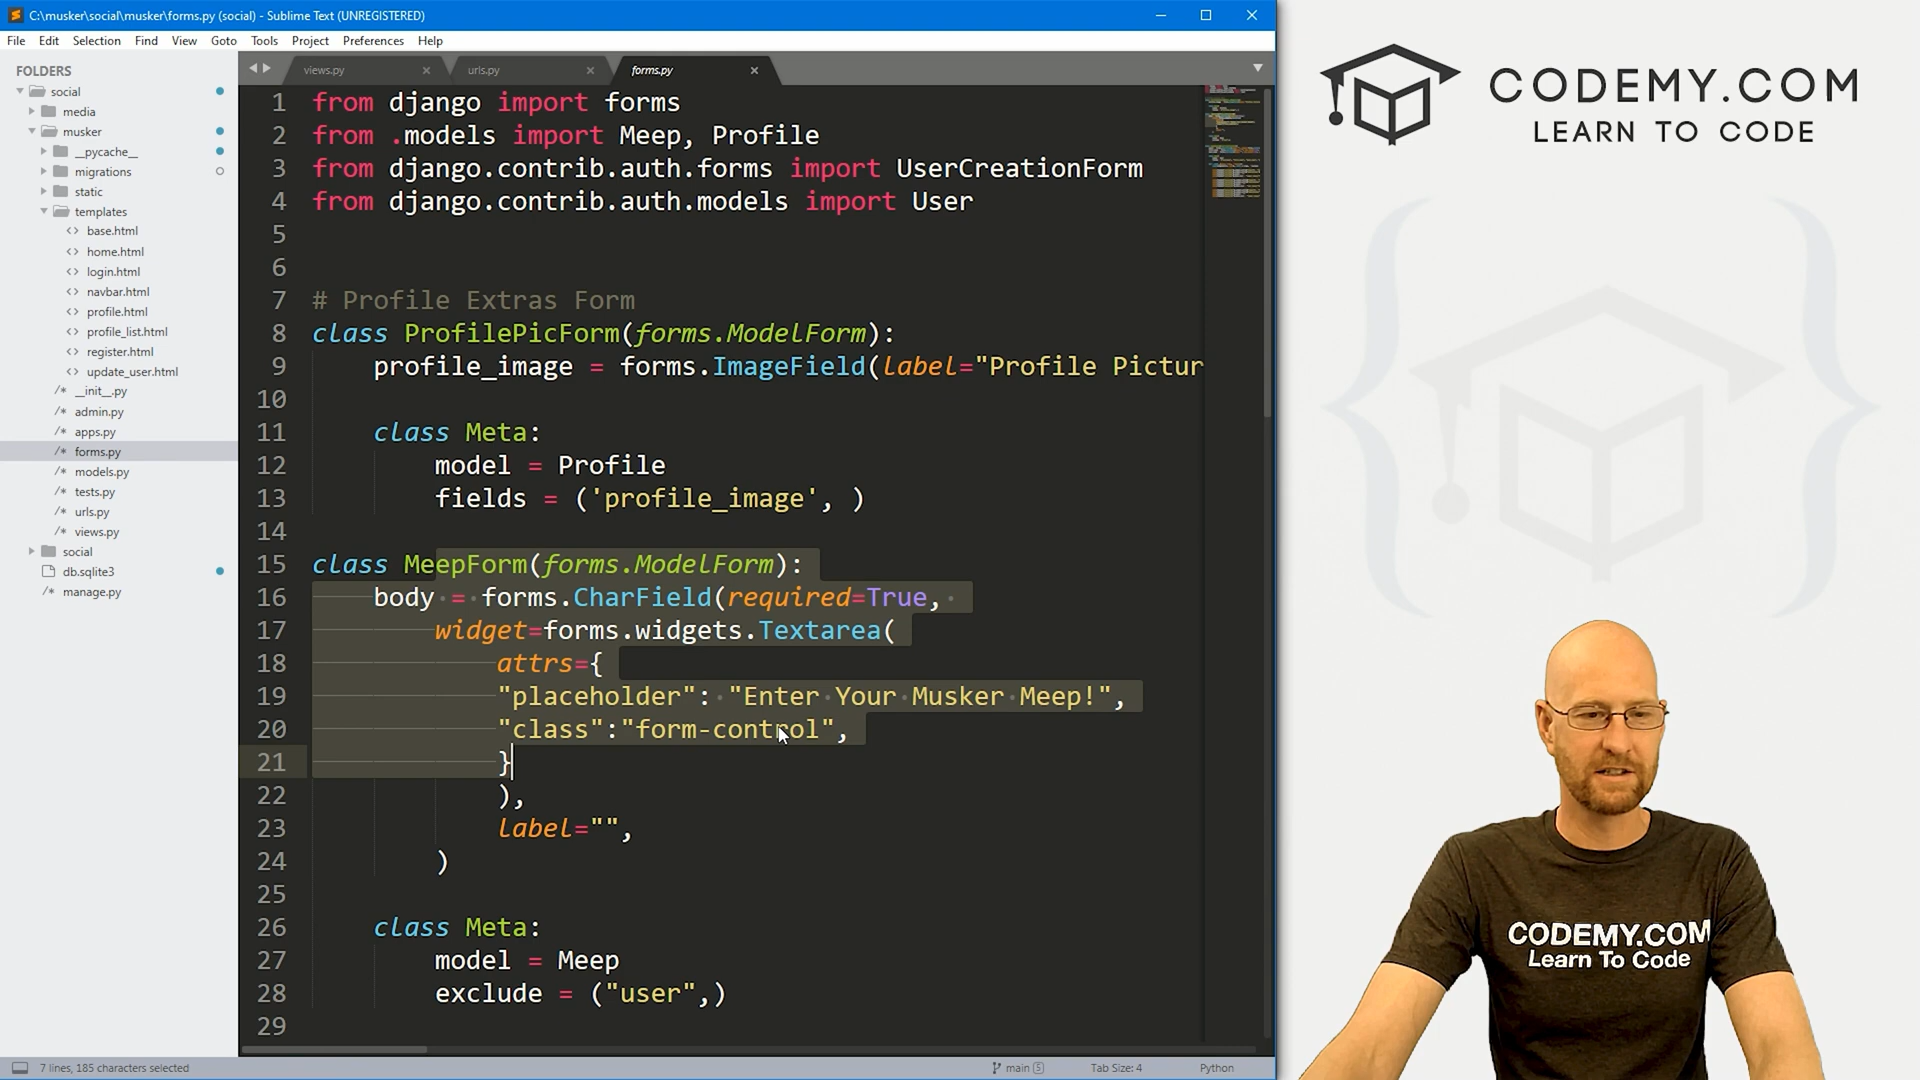 C:\musker\social\musker\forms.py (social) - Sublime Text (UNREGISTERED)
File Edit Selection Find View Goto Tools Project Preferences Help
FOLDERS
social
media
musker
__pycache__
migrations
static
templates
base.html
home.html
login.html
navbar.html
profile.html
profile_list.html
register.html
update_user.html
__init__.py
admin.py
apps.py
forms.py
models.py
tests.py
urls.py
views.py
social
db.sqlite3
manage.py
views.py urls.py forms.py
1 from django import forms
2 from .models import Meep, Profile
3 from django.contrib.auth.forms import UserCreationForm
4 from django.contrib.auth.models import User
5
6
7 # Profile Extras Form
8 class ProfilePicForm(forms.ModelForm):
9 profile_image = forms.ImageField(label="Profile Pictur
10
11 class Meta:
12 model = Profile
13 fields = ('profile_image', )
14
15 class MeepForm(forms.ModelForm):
16 body = forms.CharField(required=True,
17 widget=forms.widgets.Textarea(
18 attrs={
19 "placeholder": "Enter Your Musker Meep!",
20 "class":"form-control",
21 }
22 ),
23 label="",
24 )
25
26 class Meta:
27 model = Meep
28 exclude = ("user",)
29
7 lines, 185 characters selected
main 5 Tab Size: 4 Python
CODEMY.COM
LEARN TO CODE
CODEMY.COM
Learn To Code